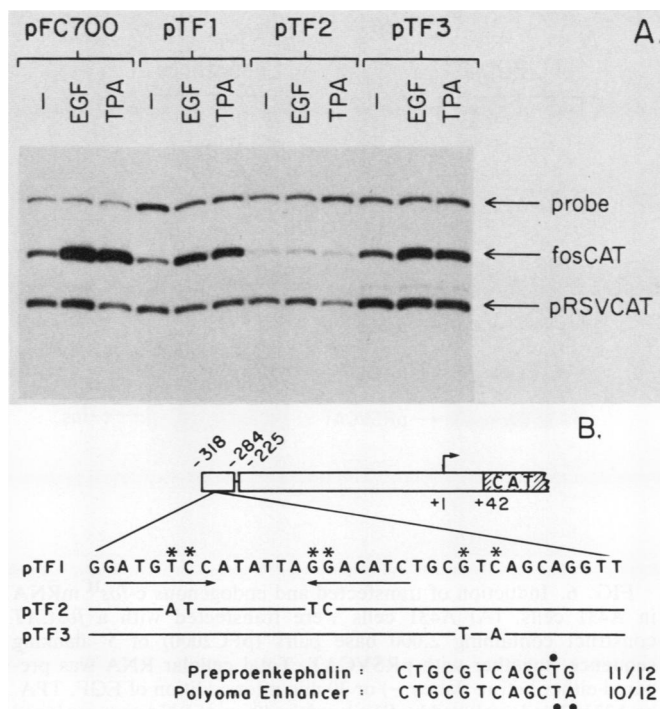 pFC700 pTF1 pTF2 pTF3 A.
– EGF TPA – EGF TPA – EGF TPA – EGF TPA
probe
fosCAT
pRSVCAT
B.
-318 -284 -225
CAT
+1 +42
* * * * * *
pTF1 GGATGTCCATATTAGGACATCTGCGTCAGCAGGTT
pTF2 AT TC
pTF3 T-A
Preproenkephalin: CTGCGTCAGCTG 11/12
Polyoma Enhancer: CTGCGTCAGCTA 10/12